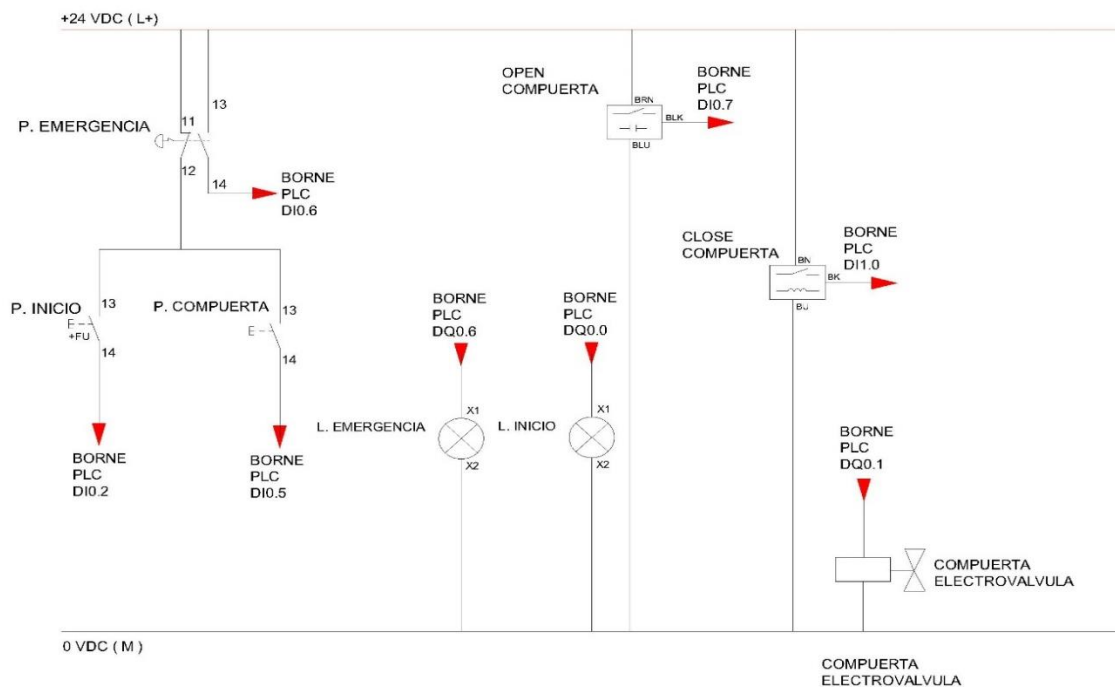 +24 VDC ( L+)
OPEN
COMPUERTA
BRN
BLK
BLU
BORNE
PLC
DI0.7
P. EMERGENCIA
11
13
12
14
BORNE
PLC
DI0.6
CLOSE
COMPUERTA
BN
BK
BU
BORNE
PLC
DI1.0
P. INICIO
13
+FU
14
P. COMPUERTA
13
14
BORNE
PLC
DQ0.6
BORNE
PLC
DQ0.0
L. EMERGENCIA
X1
X2
L. INICIO
X1
X2
BORNE
PLC
DI0.2
BORNE
PLC
DI0.5
BORNE
PLC
DQ0.1
COMPUERTA
ELECTROVALVULA
0 VDC ( M )
COMPUERTA
ELECTROVALVULA